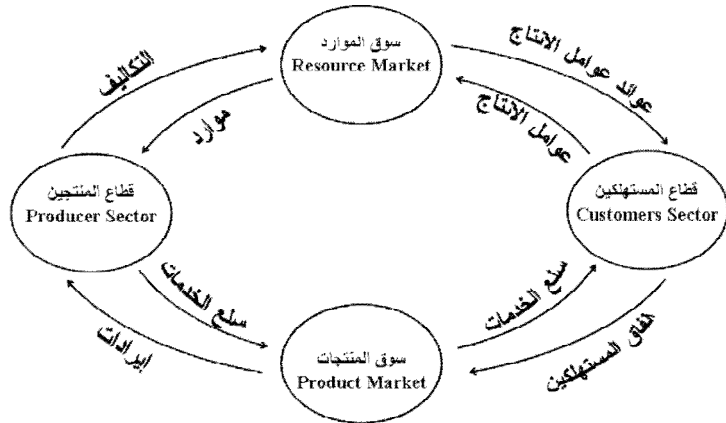 سوق الموارد
Resource Market
التكاليف
عوائد عوامل الانتاج
موارد
عوامل الانتاج
قطاع المنتجين
Producer Sector
قطاع المستهلكين
Customers Sector
سلع الخدمات
سلع الخدمات
إيرادات
انفاق المستهلكين
سوق المنتجات
Product Market